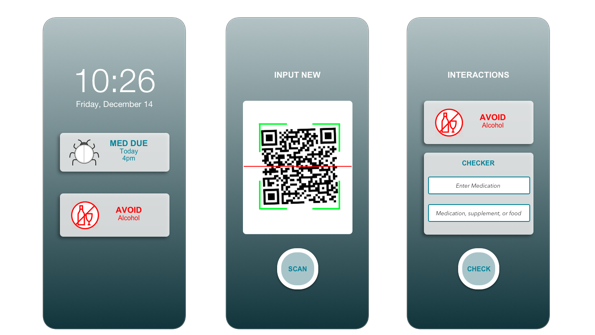 10:26
Friday, December 14
MED DUE
Today
4pm
AVOID
Alcohol
INPUT NEW
SCAN
INTERACTIONS
AVOID
Alcohol
CHECKER
Enter Medication
Medication, supplement, or food
CHECK